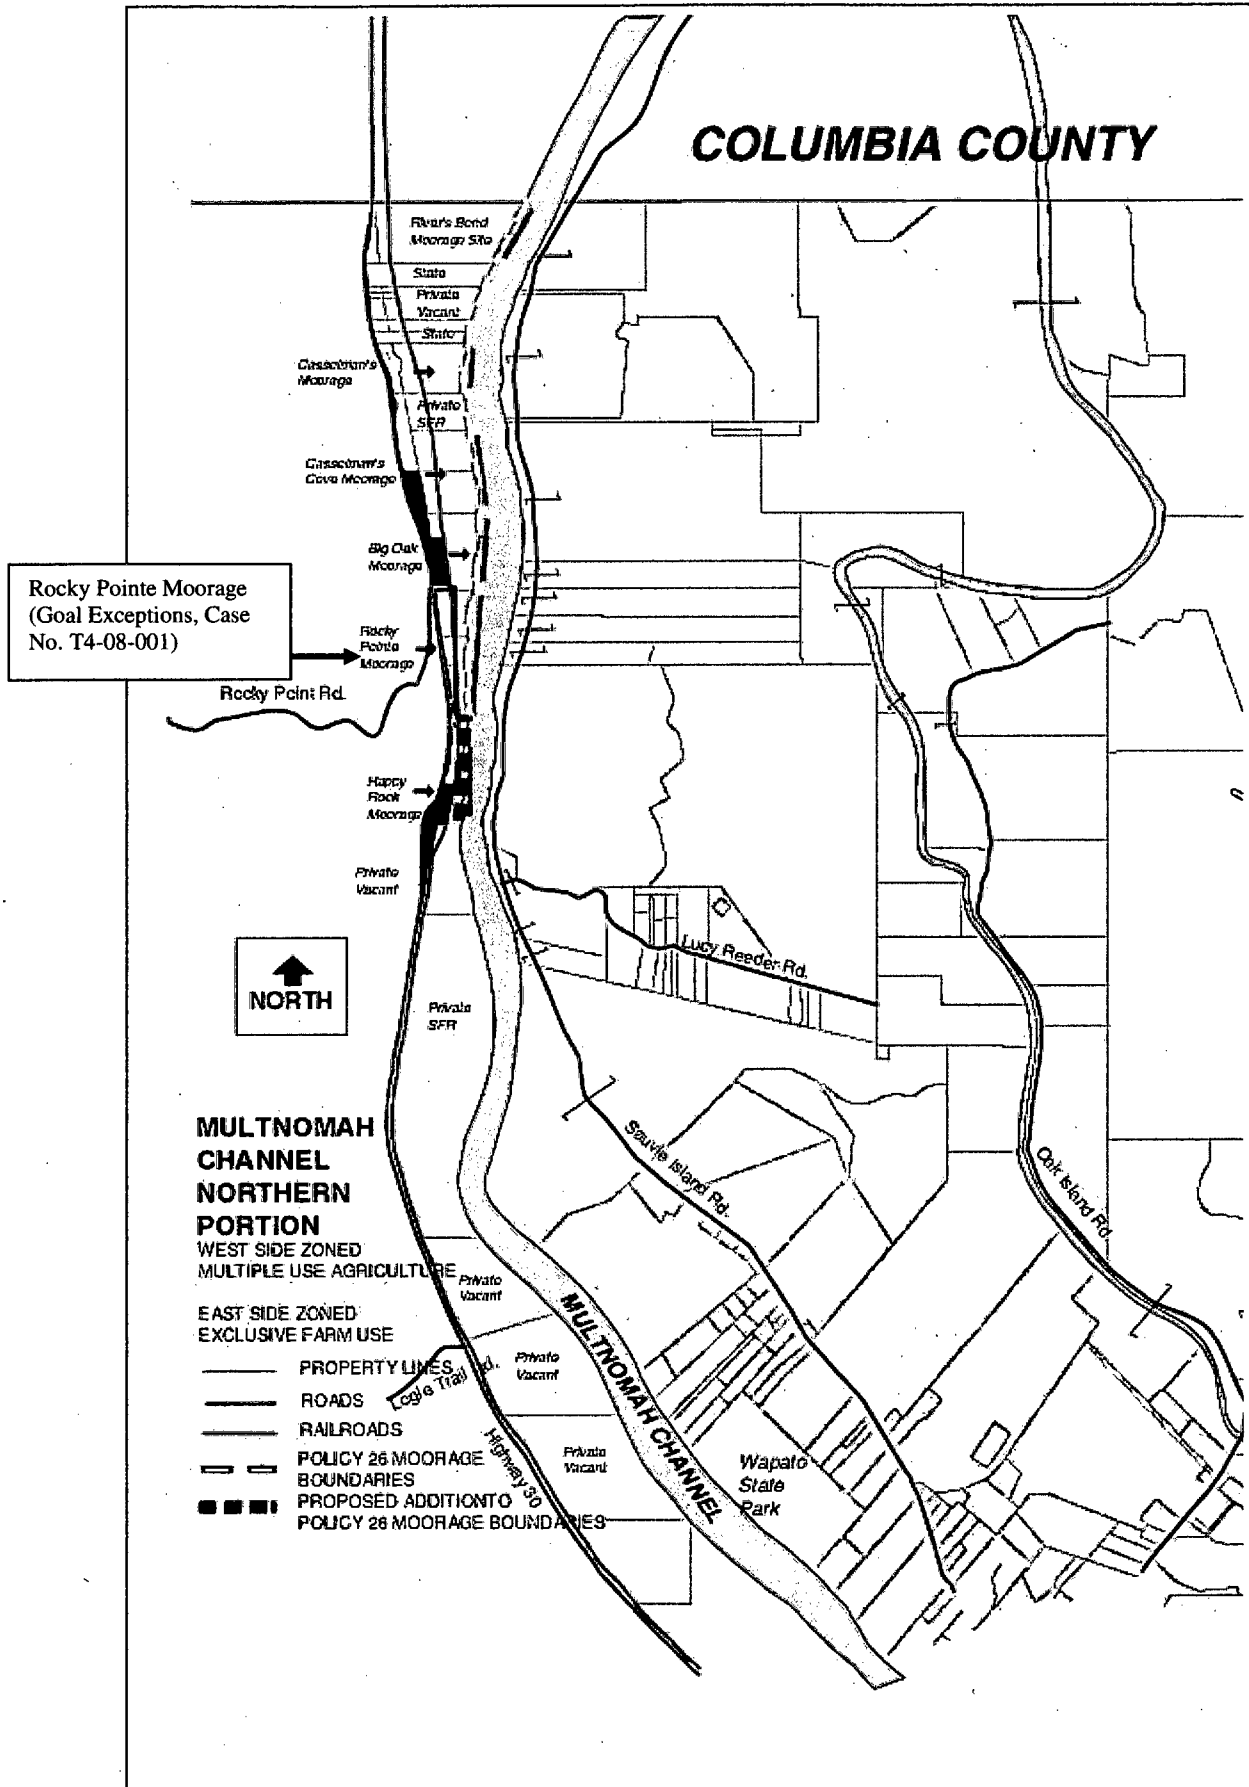 COLUMBIA COUNTY
River's Bend
Moorage Site
State
Private
Vacant
State
Casselman's
Moorage
Private
SFR
Casselman's
Cove Moorage
Big Oak
Moorage
Rocky Pointe Moorage
(Goal Exceptions, Case
No. T4-08-001)
Rocky
Pointe
Moorage
Rocky Point Rd.
Happy
Rock
Moorage
Private
Vacant
Lucy Reeder Rd.
NORTH
Private
SFR
MULTNOMAH
CHANNEL
NORTHERN
PORTION
WEST SIDE ZONED
MULTIPLE USE AGRICULTURE
EAST SIDE ZONED
EXCLUSIVE FARM USE
PROPERTY LINES
ROADS
RAILROADS
POLICY 26 MOORAGE
BOUNDARIES
PROPOSED ADDITION TO
POLICY 26 MOORAGE BOUNDARIES
Sauvie Island Rd.
Oak Island Rd.
Private
Vacant
MULTNOMAH CHANNEL
Private
Vacant
Logie Trail Rd.
Highway 30
Private
Vacant
Wapato
State
Park